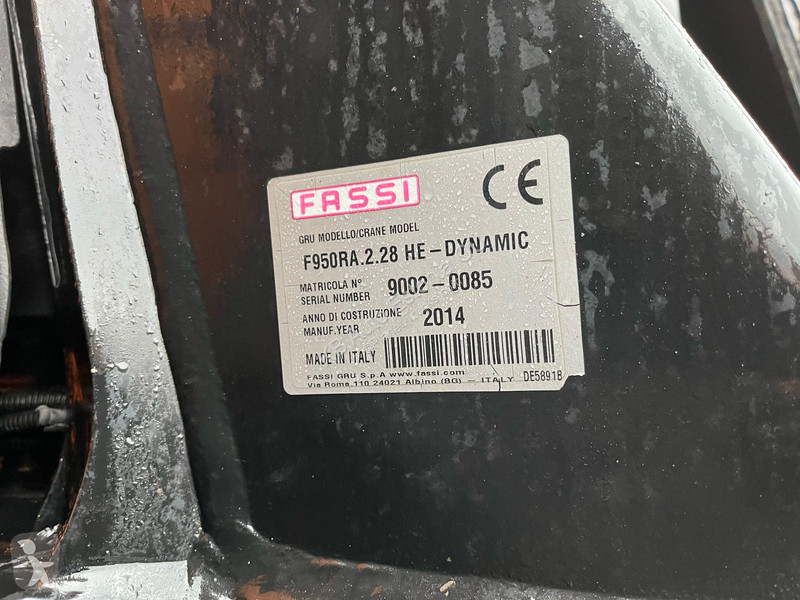 FASSI
CE
GRU MODELLO/CRANE MODEL
F950RA.2.28 HE-DYNAMIC
MATRICOLA N° 9002-0085
SERIAL NUMBER
ANNO DI COSTRUZIONE 2014
MANUF.YEAR
MADE IN ITALY
FASSI GRU S.p.A www.fassi.com
Via Roma,110 24021 Albino (BG) - ITALY DE58918